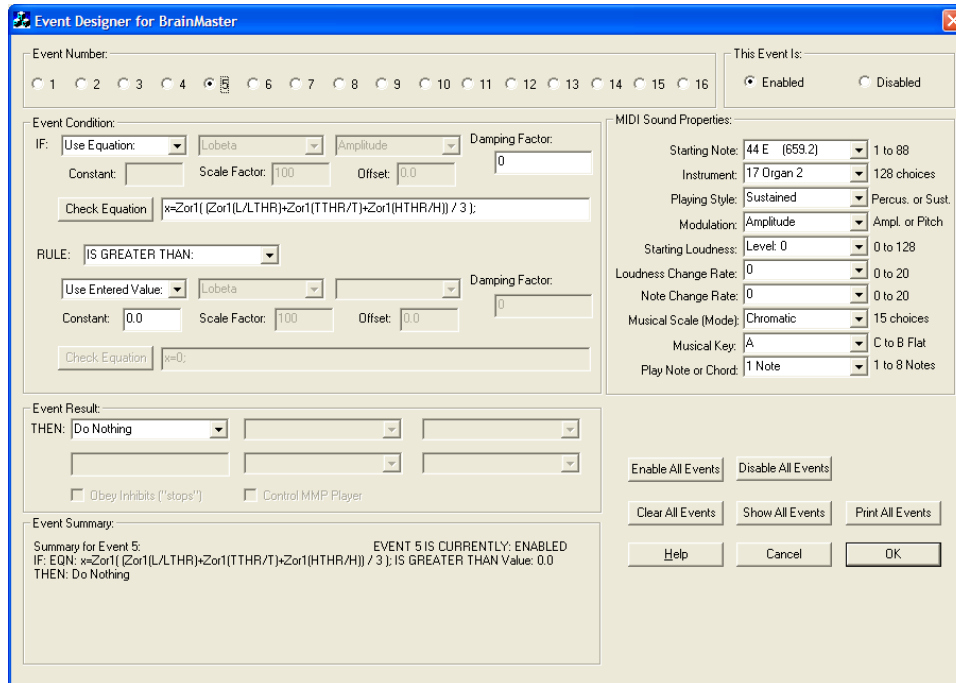 Event Designer for BrainMaster
Event Number:
1 2 3 4 5 6 7 8 9 10 11 12 13 14 15 16
This Event Is:
Enabled Disabled
Event Condition:
IF: Use Equation: Lobeta Amplitude Damping Factor:
0
Constant: Scale Factor: 100 Offset: 0.0
Check Equation x=Zor1( (Zor1(L/LTHR)+Zor1(TTHR/T)+Zor1(HTHR/H)) / 3 );
RULE: IS GREATER THAN:
Use Entered Value: Lobeta Damping Factor:
0
Constant: 0.0 Scale Factor: 100 Offset: 0.0
Check Equation x=0;
MIDI Sound Properties:
Starting Note: 44 E (659.2) 1 to 88
Instrument: 17 Organ 2 128 choices
Playing Style: Sustained Percus. or Sust.
Modulation: Amplitude Ampl. or Pitch
Starting Loudness: Level: 0 0 to 128
Loudness Change Rate: 0 0 to 20
Note Change Rate: 0 0 to 20
Musical Scale (Mode): Chromatic 15 choices
Musical Key: A C to B Flat
Play Note or Chord: 1 Note 1 to 8 Notes
Event Result:
THEN: Do Nothing
Obey Inhibits ("stops") Control MMP Player
Enable All Events Disable All Events
Clear All Events Show All Events Print All Events
Help Cancel OK
Event Summary:
Summary for Event 5: EVENT 5 IS CURRENTLY: ENABLED
IF: EQN: x=Zor1( (Zor1(L/LTHR)+Zor1(TTHR/T)+Zor1(HTHR/H)) / 3 ); IS GREATER THAN Value: 0.0
THEN: Do Nothing